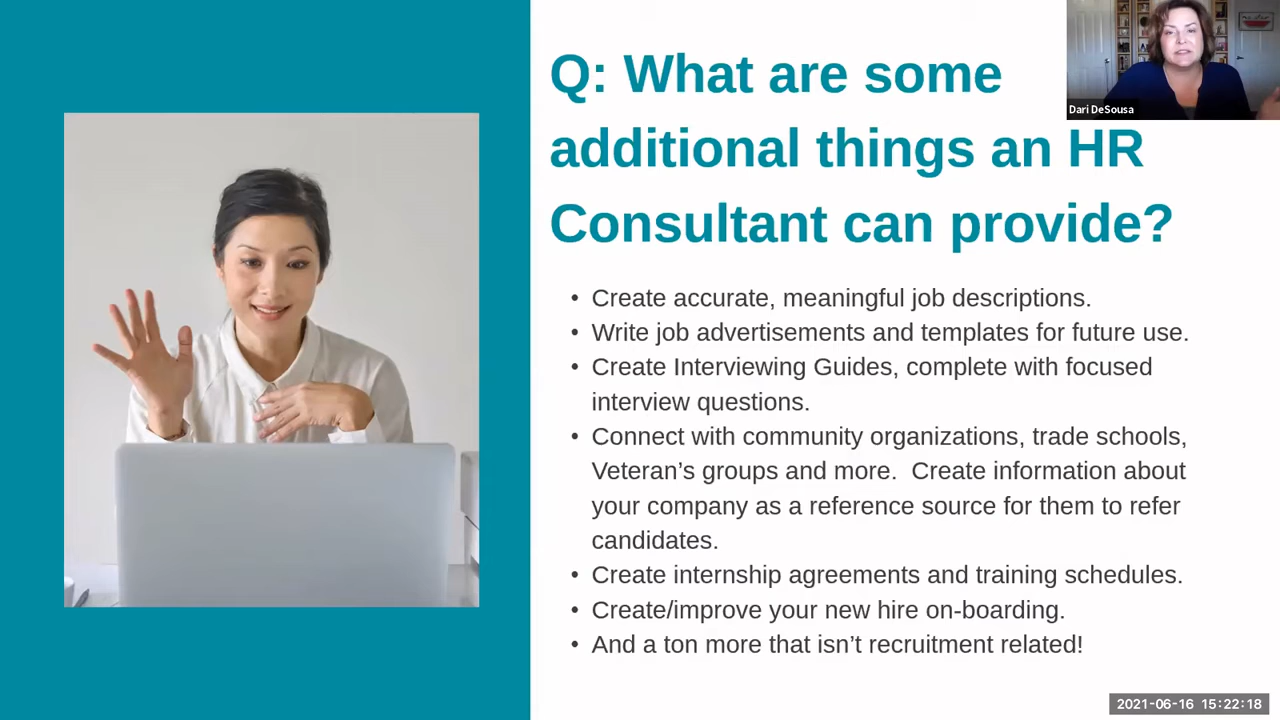 Q: What are some
additional things an HR
Consultant can provide?
Dari DeSousa
• Create accurate, meaningful job descriptions.
• Write job advertisements and templates for future use.
• Create Interviewing Guides, complete with focused
interview questions.
• Connect with community organizations, trade schools,
Veteran’s groups and more.  Create information about
your company as a reference source for them to refer
candidates.
• Create internship agreements and training schedules.
• Create/improve your new hire on-boarding.
• And a ton more that isn’t recruitment related!
2021-06-16 15:22:18